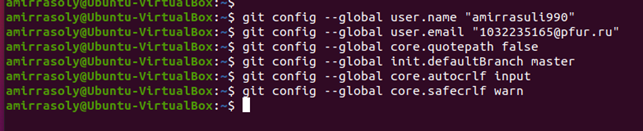 amirrasoly@Ubuntu-VirtualBox:~$
amirrasoly@Ubuntu-VirtualBox:~$ git config --global user.name "amirrasuli990"
amirrasoly@Ubuntu-VirtualBox:~$ git config --global user.email "1032235165@pfur.ru"
amirrasoly@Ubuntu-VirtualBox:~$ git config --global core.quotepath false
amirrasoly@Ubuntu-VirtualBox:~$ git config --global init.defaultBranch master
amirrasoly@Ubuntu-VirtualBox:~$ git config --global core.autocrlf input
amirrasoly@Ubuntu-VirtualBox:~$ git config --global core.safecrlf warn
amirrasoly@Ubuntu-VirtualBox:~$